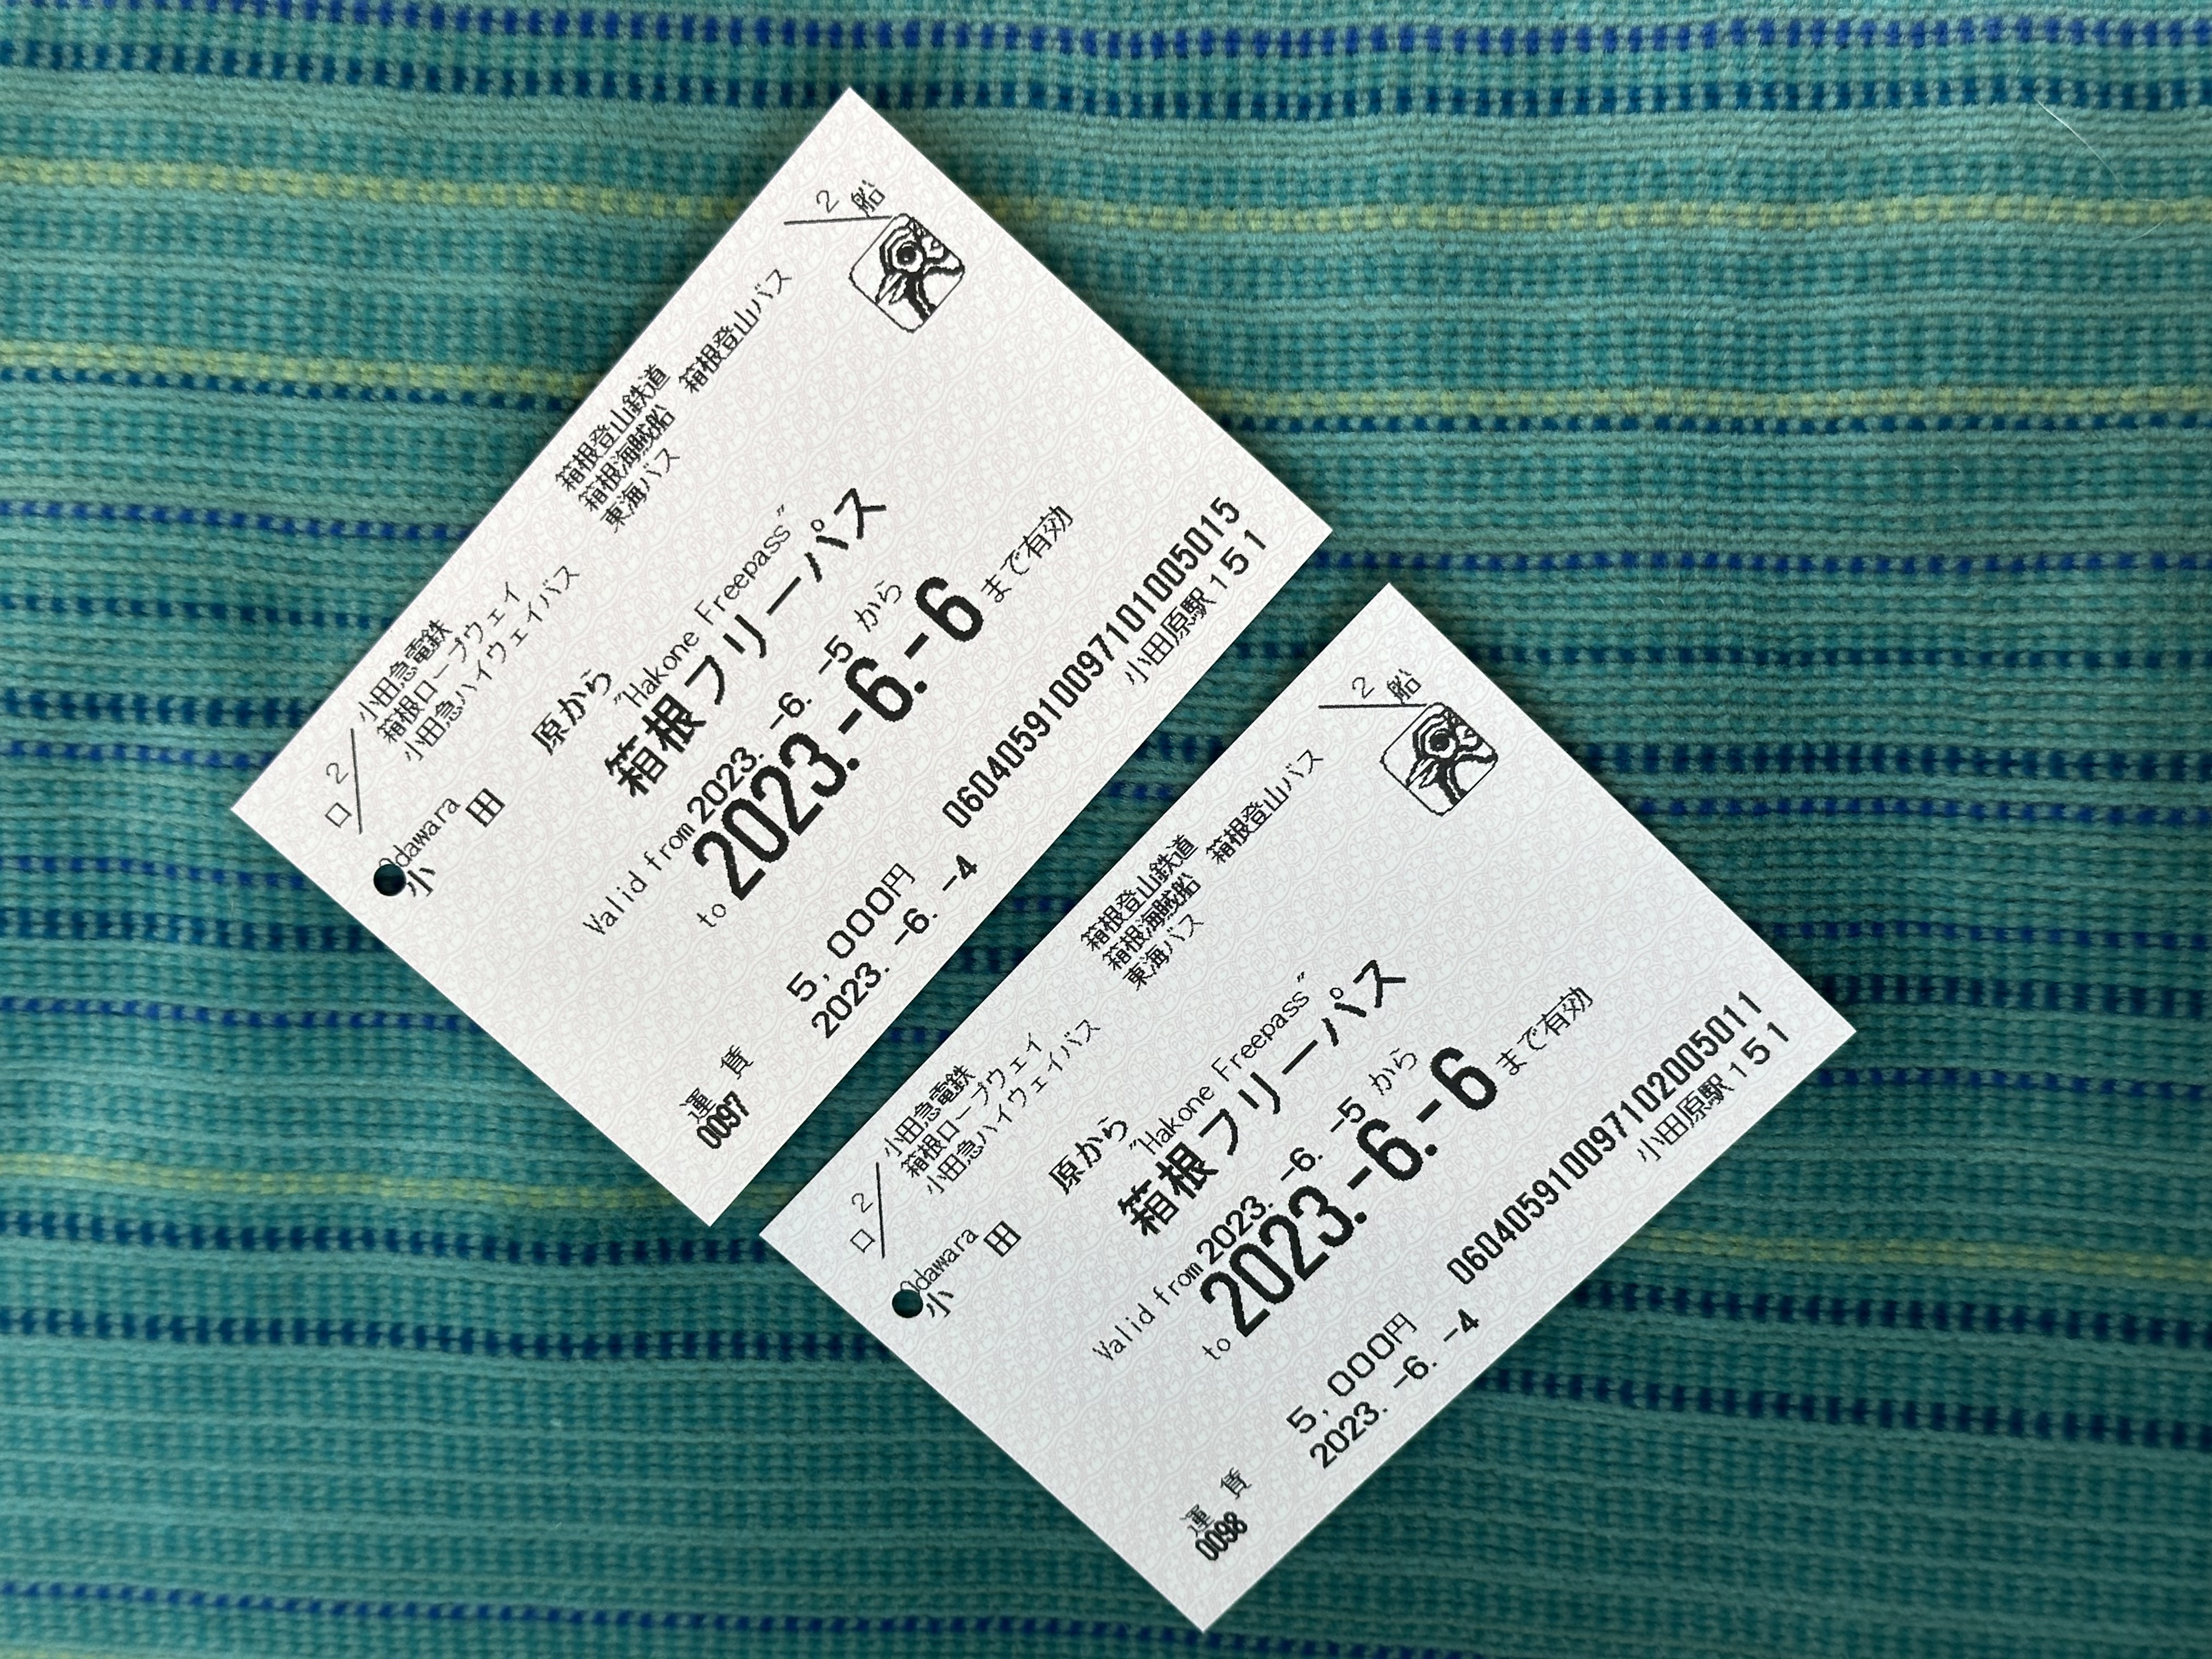 口/2
小田急電鉄 箱根登山鉄道 2/船
箱根ロープウェイ 箱根海賊船 箱根登山バス
小田急ハイウェイバス 東海バス
Odawara
小 田 原から
"Hakone Freepass"
箱根フリーパス
Valid from 2023.-6.-5 から
to 2023.-6.-6 まで有効
運 賃 5,000円
0097 2023.-6.-4 060405910097101005015
小田原駅151
口/2
小田急電鉄 箱根登山鉄道 2/船
箱根ロープウェイ 箱根海賊船 箱根登山バス
小田急ハイウェイバス 東海バス
Odawara
小 田 原から
"Hakone Freepass"
箱根フリーパス
Valid from 2023.-6.-5 から
to 2023.-6.-6 まで有効
運 賃 5,000円
0098 2023.-6.-4 060405910097102005011
小田原駅151